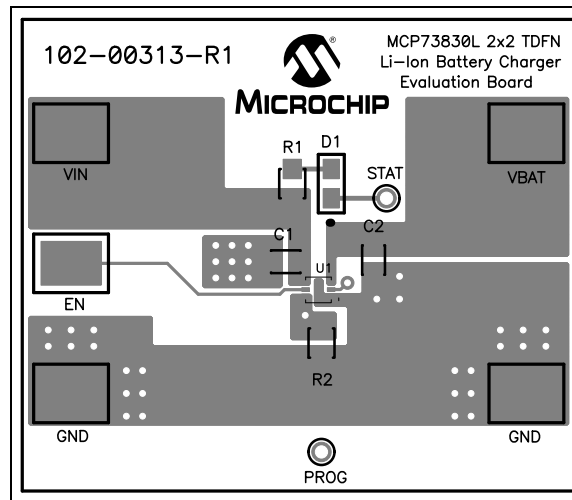 102-00313-R1
MCP73830L 2x2 TDFN
Li-Ion Battery Charger
Evaluation Board
MICROCHIP
R1
D1
VIN
STAT
VBAT
C1
C2
U1
EN
R2
GND
GND
PROG